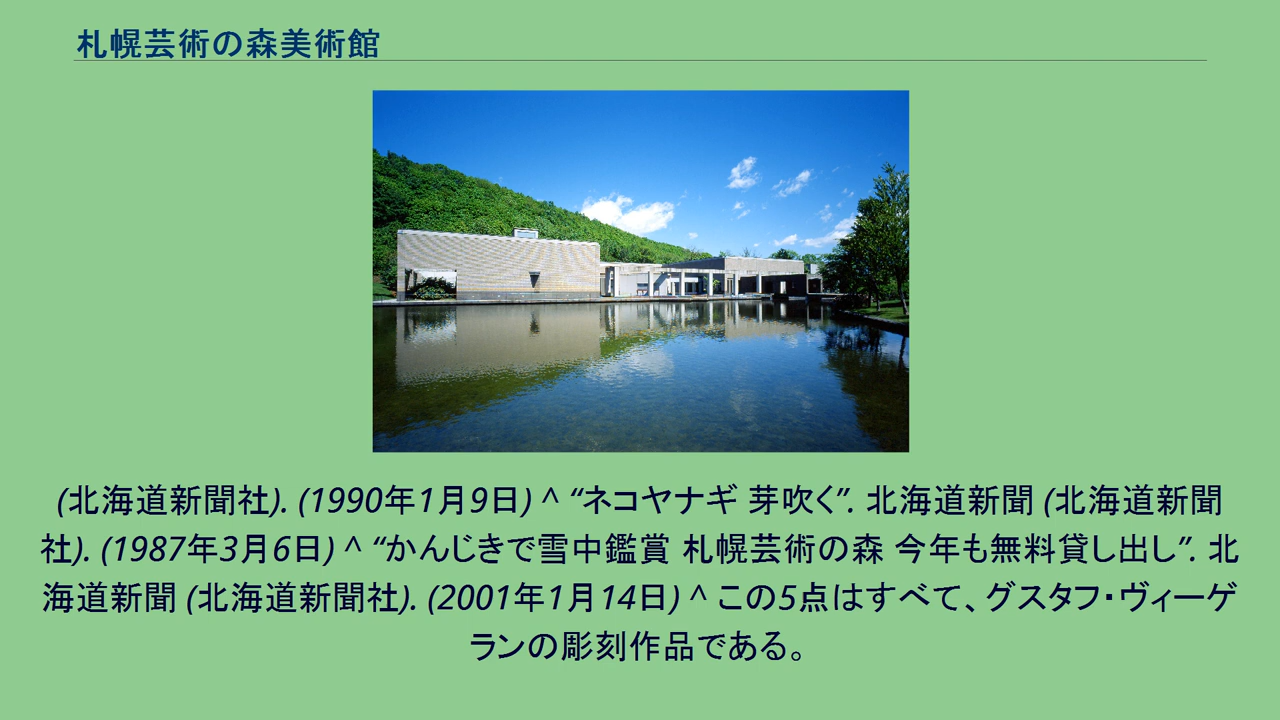 札幌芸術の森美術館
(北海道新聞社). (1990年1月9日) ^ “ネコヤナギ 芽吹く”. 北海道新聞 (北海道新聞
社). (1987年3月6日) ^ “かんじきで雪中鑑賞 札幌芸術の森 今年も無料貸し出し”. 北
海道新聞 (北海道新聞社). (2001年1月14日) ^ この5点はすべて、グスタフ・ヴィーゲ
ランの彫刻作品である。